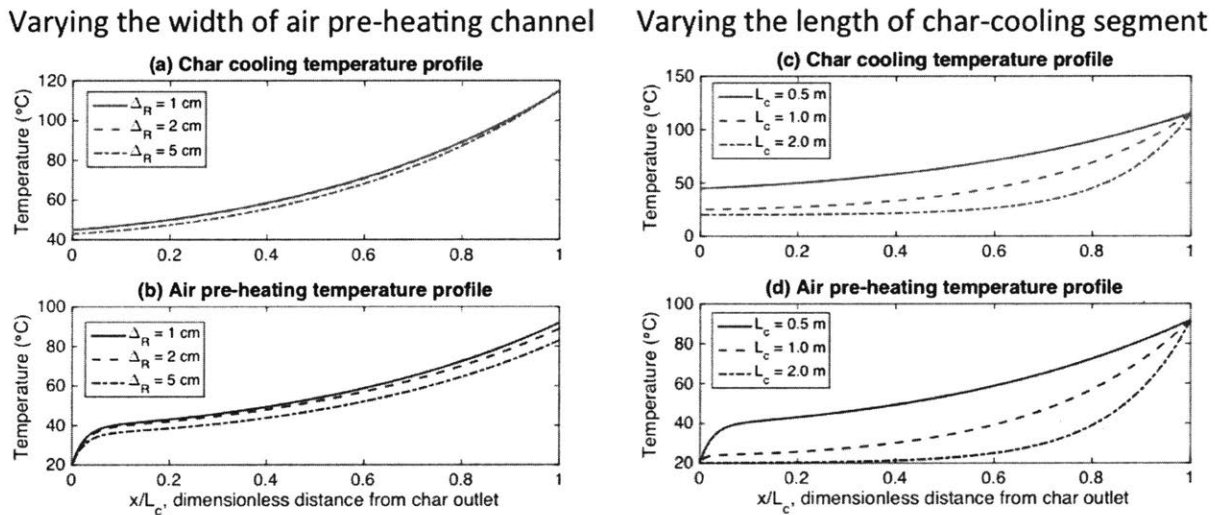 Varying the width of air pre-heating channel
(a) Char cooling temperature profile
120
100
80
60
40
Temperature (°C)
Δ_R = 1 cm
Δ_R = 2 cm
Δ_R = 5 cm
0 0.2 0.4 0.6 0.8 1
(b) Air pre-heating temperature profile
100
80
60
40
20
Temperature (°C)
Δ_R = 1 cm
Δ_R = 2 cm
Δ_R = 5 cm
0 0.2 0.4 0.6 0.8 1
x/L_c, dimensionless distance from char outlet
Varying the length of char-cooling segment
(c) Char cooling temperature profile
150
100
50
0
Temperature (°C)
L_c = 0.5 m
L_c = 1.0 m
L_c = 2.0 m
0 0.2 0.4 0.6 0.8 1
(d) Air pre-heating temperature profile
100
80
60
40
20
Temperature (°C)
L_c = 0.5 m
L_c = 1.0 m
L_c = 2.0 m
0 0.2 0.4 0.6 0.8 1
x/L_c, dimensionless distance from char outlet